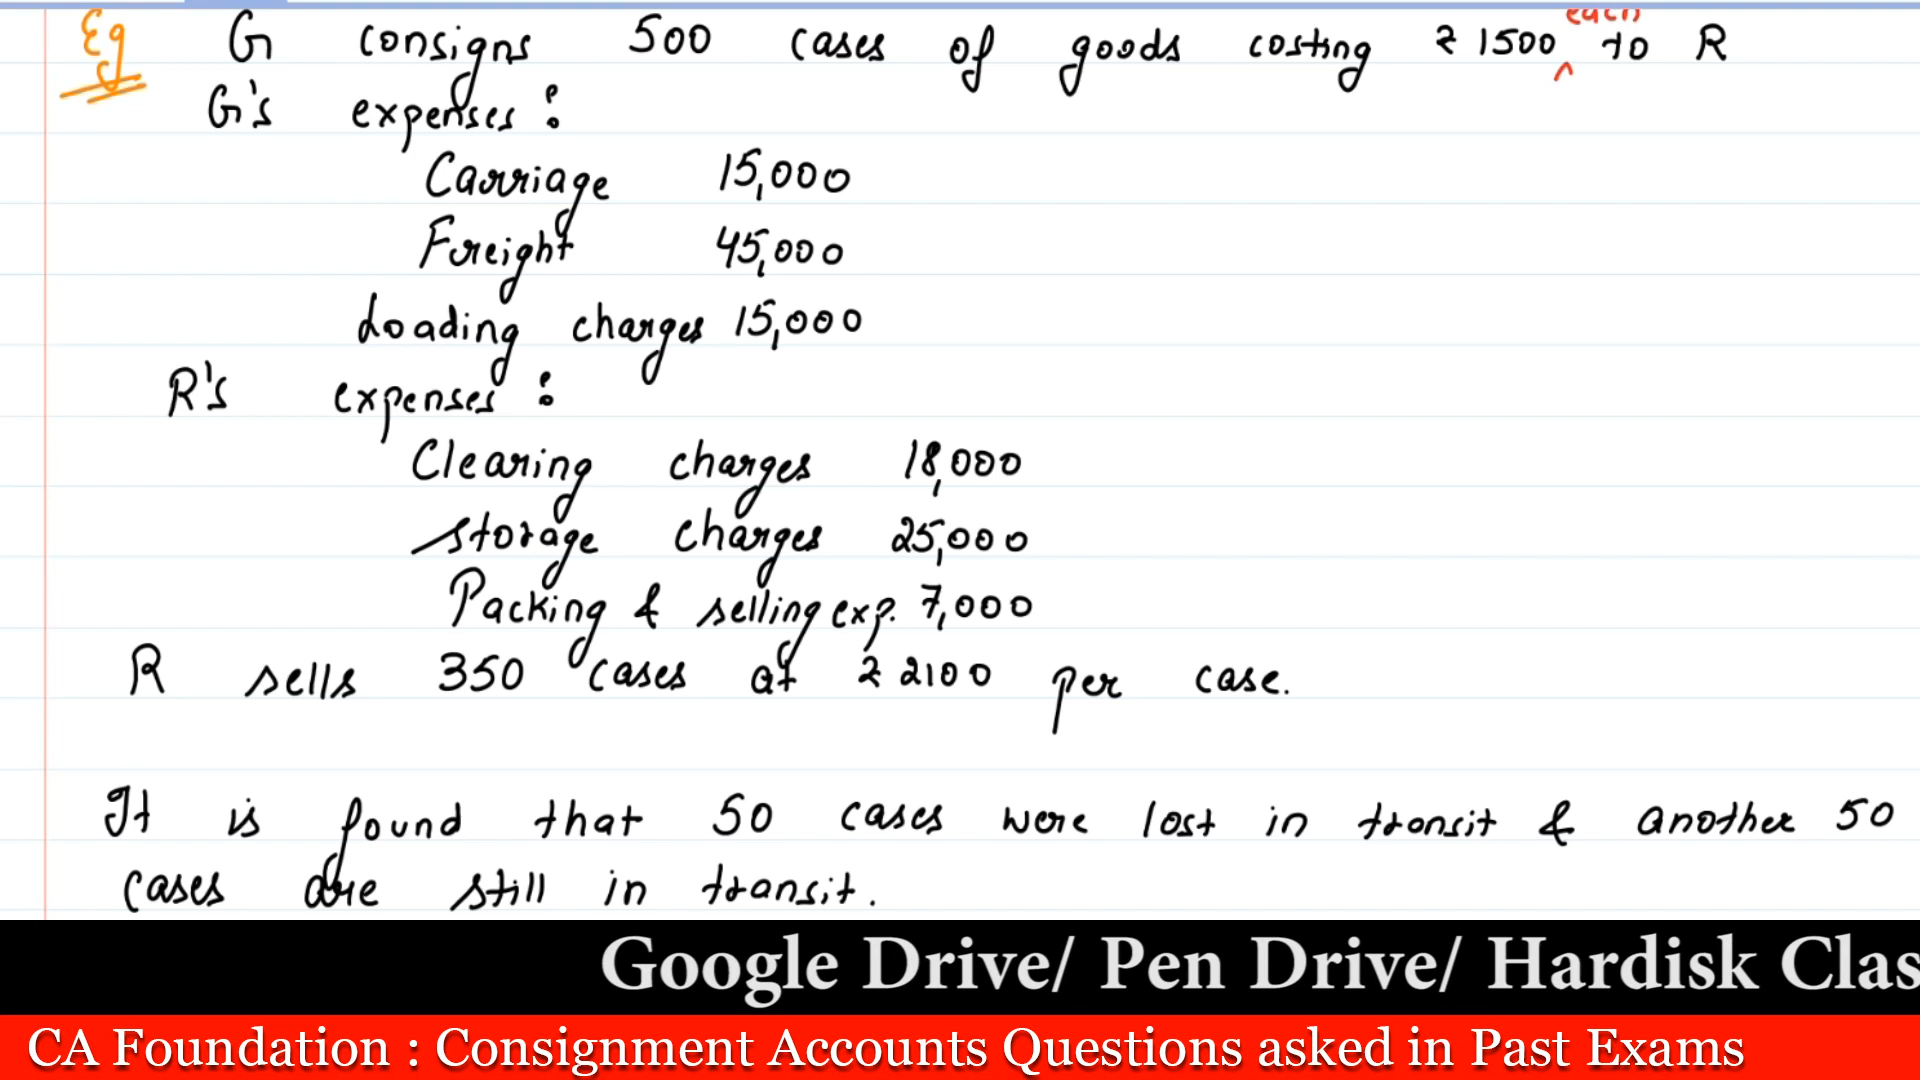 Eg G consigns 500 cases of goods costing ₹ 1500 ^ each to R
G's expenses :
Carriage 15,000
Freight 45,000
Loading charges 15,000
R's expenses :
Clearing charges 18,000
Storage charges 25,000
Packing & selling exp. 7,000
R sells 350 cases at ₹ 2100 per case.
It is found that 50 cases were lost in transit & another 50
cases are still in transit.
Google Drive/ Pen Drive/ Hardisk Clas
CA Foundation : Consignment Accounts Questions asked in Past Exams